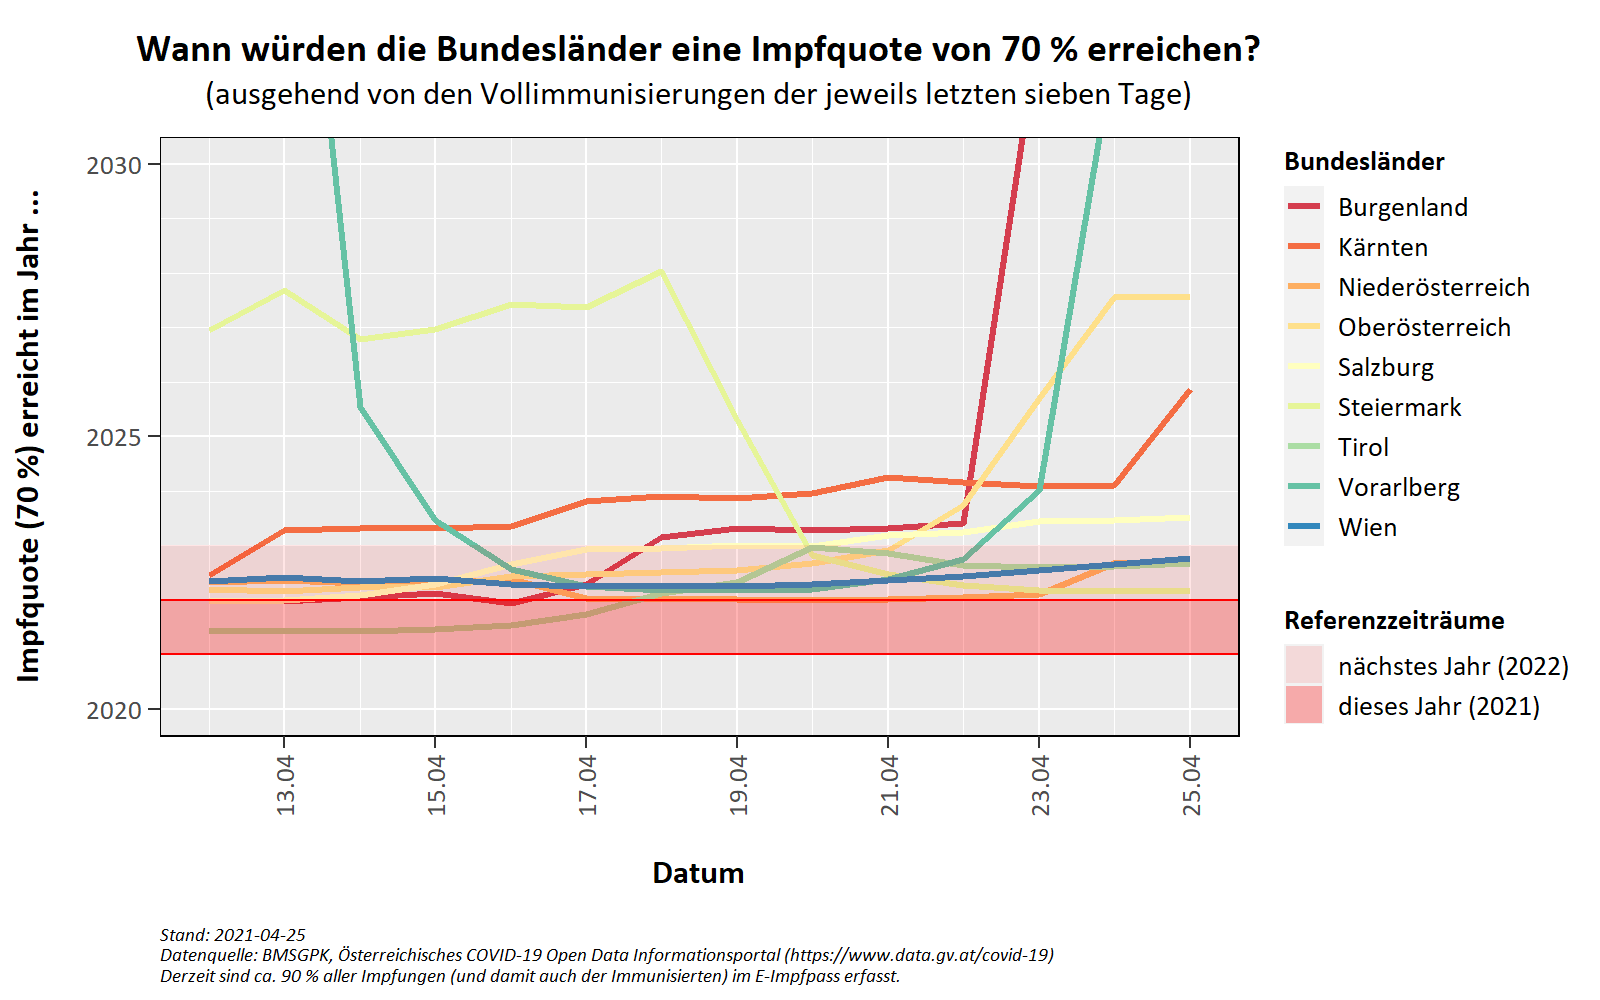 Wann würden die Bundesländer eine Impfquote von 70 % erreichen?
(ausgehend von den Vollimmunisierungen der jeweils letzten sieben Tage)
Impfquote (70 %) erreicht im Jahr ...
2030
2025
2020
13.04
15.04
17.04
19.04
21.04
23.04
25.04
Datum
Bundesländer
Burgenland
Kärnten
Niederösterreich
Oberösterreich
Salzburg
Steiermark
Tirol
Vorarlberg
Wien
Referenzzeiträume
nächstes Jahr (2022)
dieses Jahr (2021)
Stand: 2021-04-25
Datenquelle: BMSGPK, Österreichisches COVID-19 Open Data Informationsportal (https://www.data.gv.at/covid-19)
Derzeit sind ca. 90 % aller Impfungen (und damit auch der Immunisierten) im E-Impfpass erfasst.